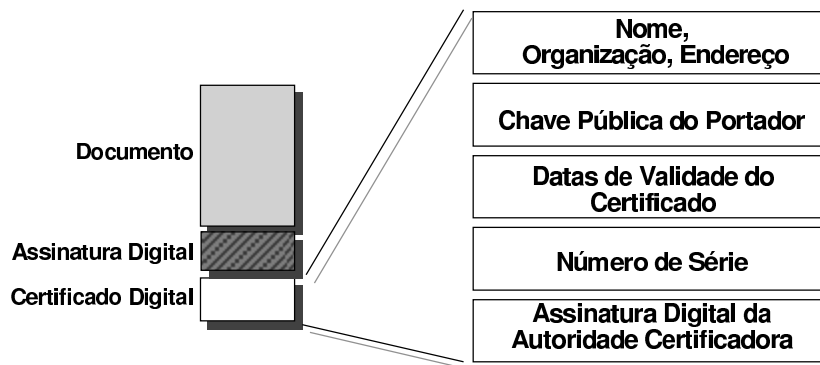 Documento
Assinatura Digital
Certificado Digital
Nome,
Organização, Endereço
Chave Pública do Portador
Datas de Validade do
Certificado
Número de Série
Assinatura Digital da
Autoridade Certificadora